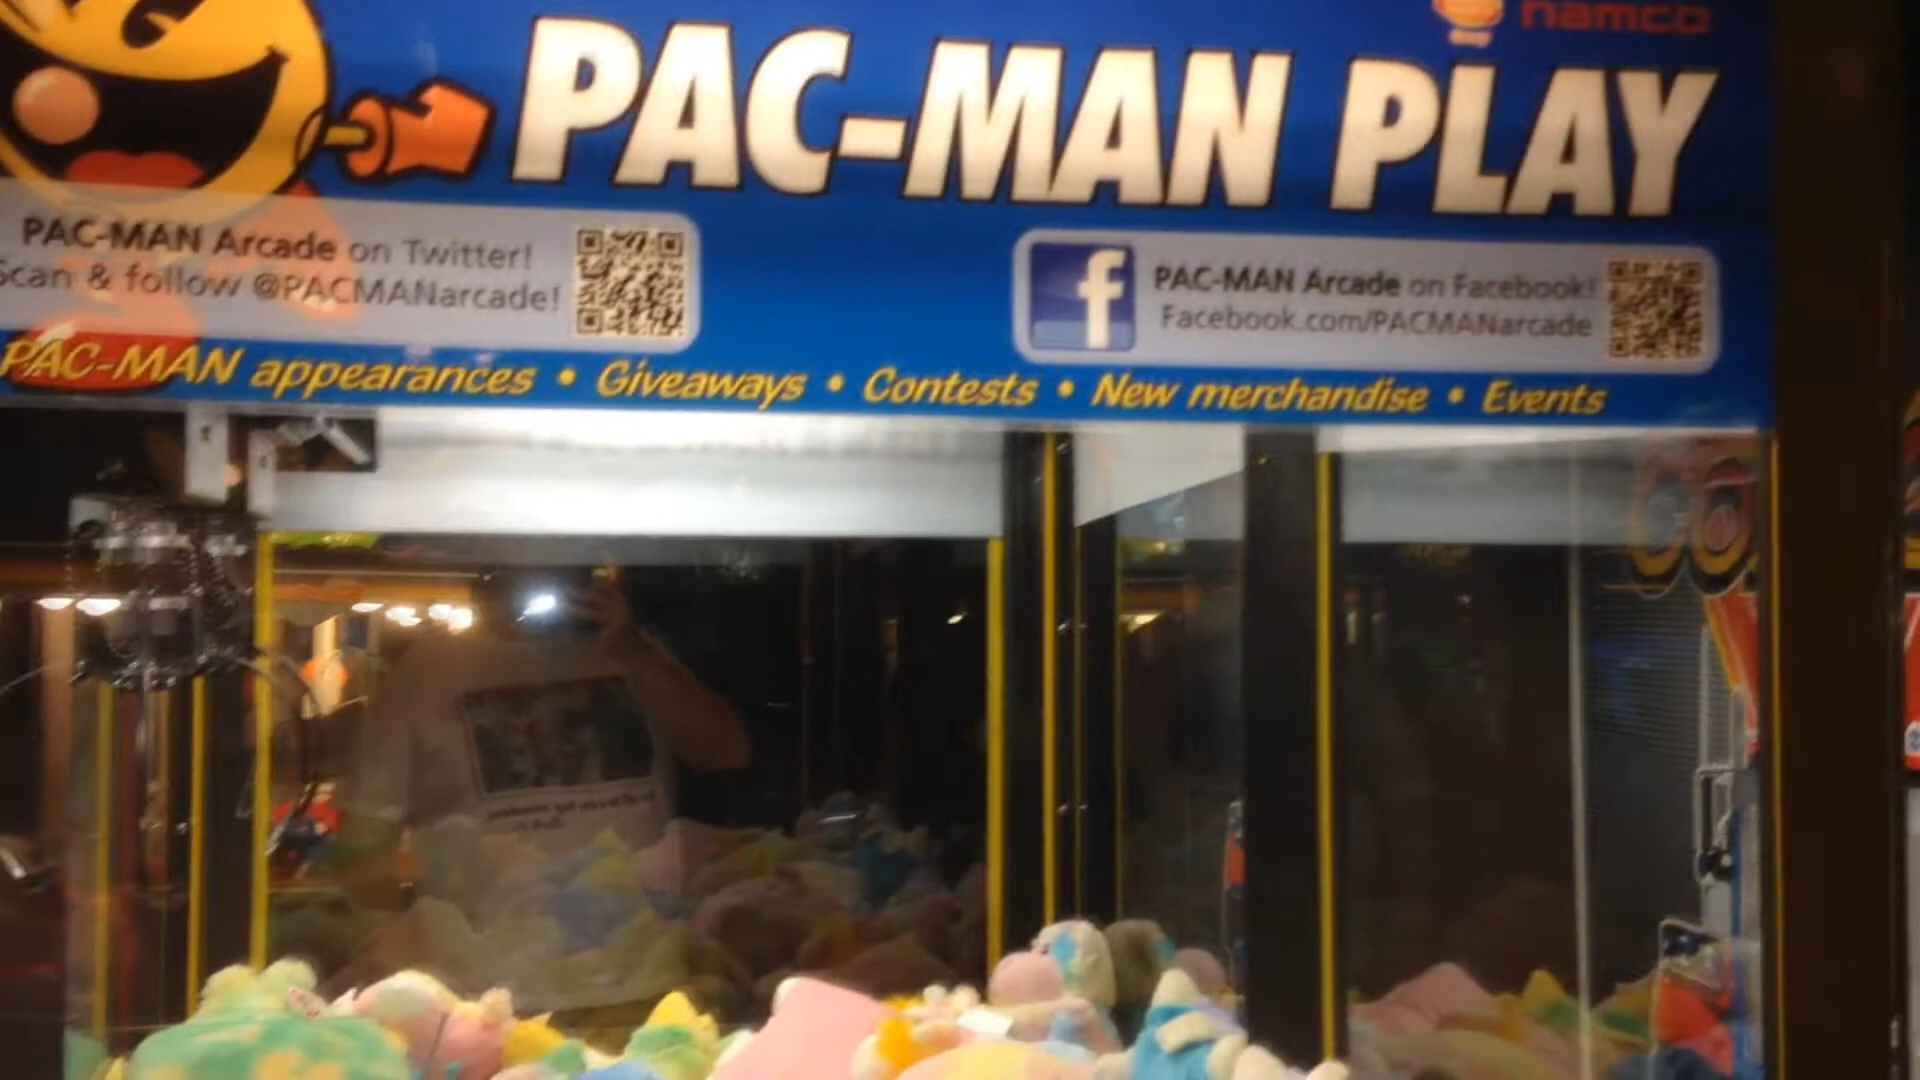 namco
PAC-MAN PLAY
PAC-MAN Arcade on Twitter!
Scan & follow @PACMANarcade!
f
PAC-MAN Arcade on Facebook!
Facebook.com/PACMANarcade
PAC-MAN appearances • Giveaways • Contests • New merchandise • Events